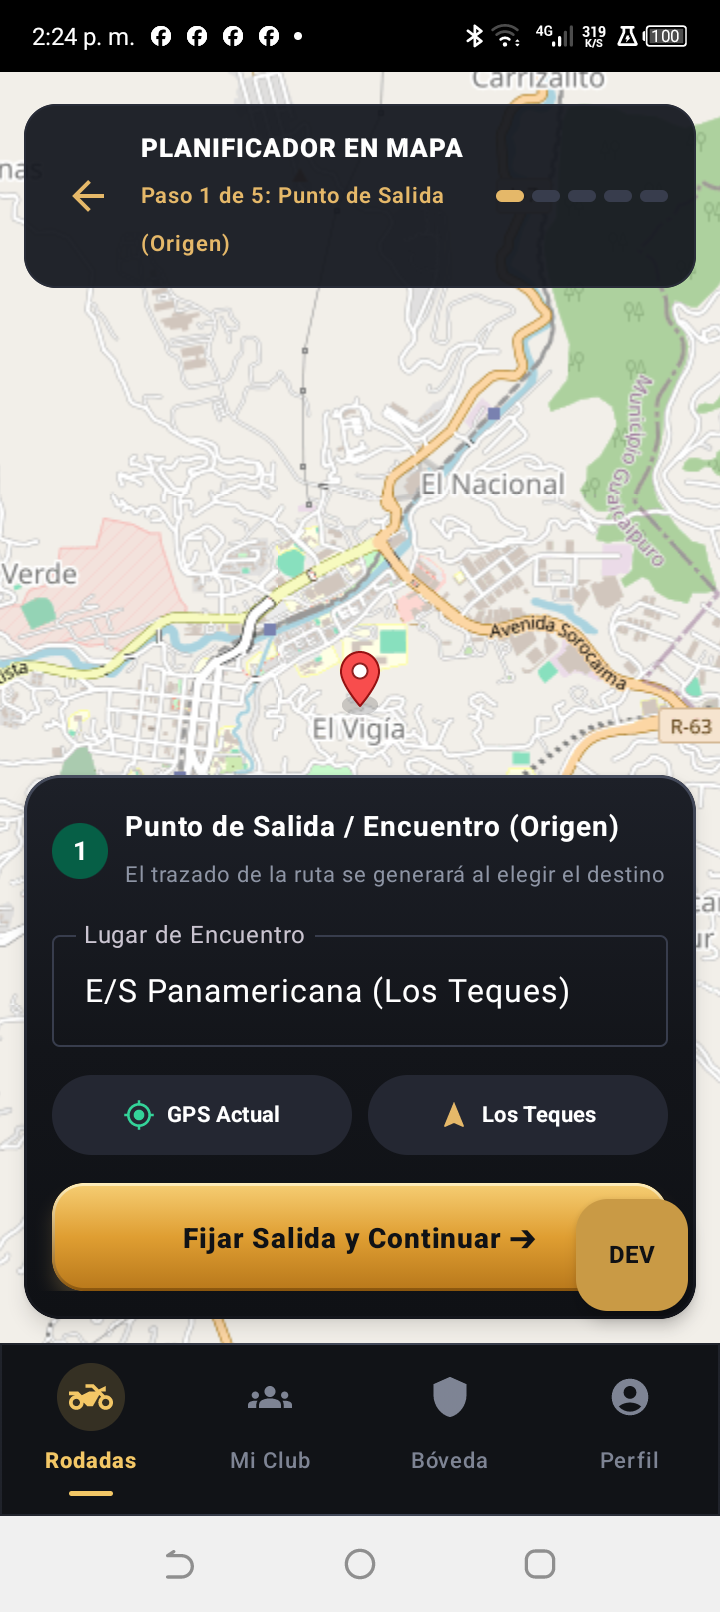 2:24 p. m.
4G
319
K/S
100
Carrizalito
PLANIFICADOR EN MAPA
Paso 1 de 5: Punto de Salida
(Origen)
Municipio Guaicaipuro
El Nacional
Verde
Avenida Sorocaima
R-63
El Vigía
1
Punto de Salida / Encuentro (Origen)
El trazado de la ruta se generará al elegir el destino
Lugar de Encuentro
E/S Panamericana (Los Teques)
GPS Actual
Los Teques
Fijar Salida y Continuar →
DEV
Rodadas
Mi Club
Bóveda
Perfil